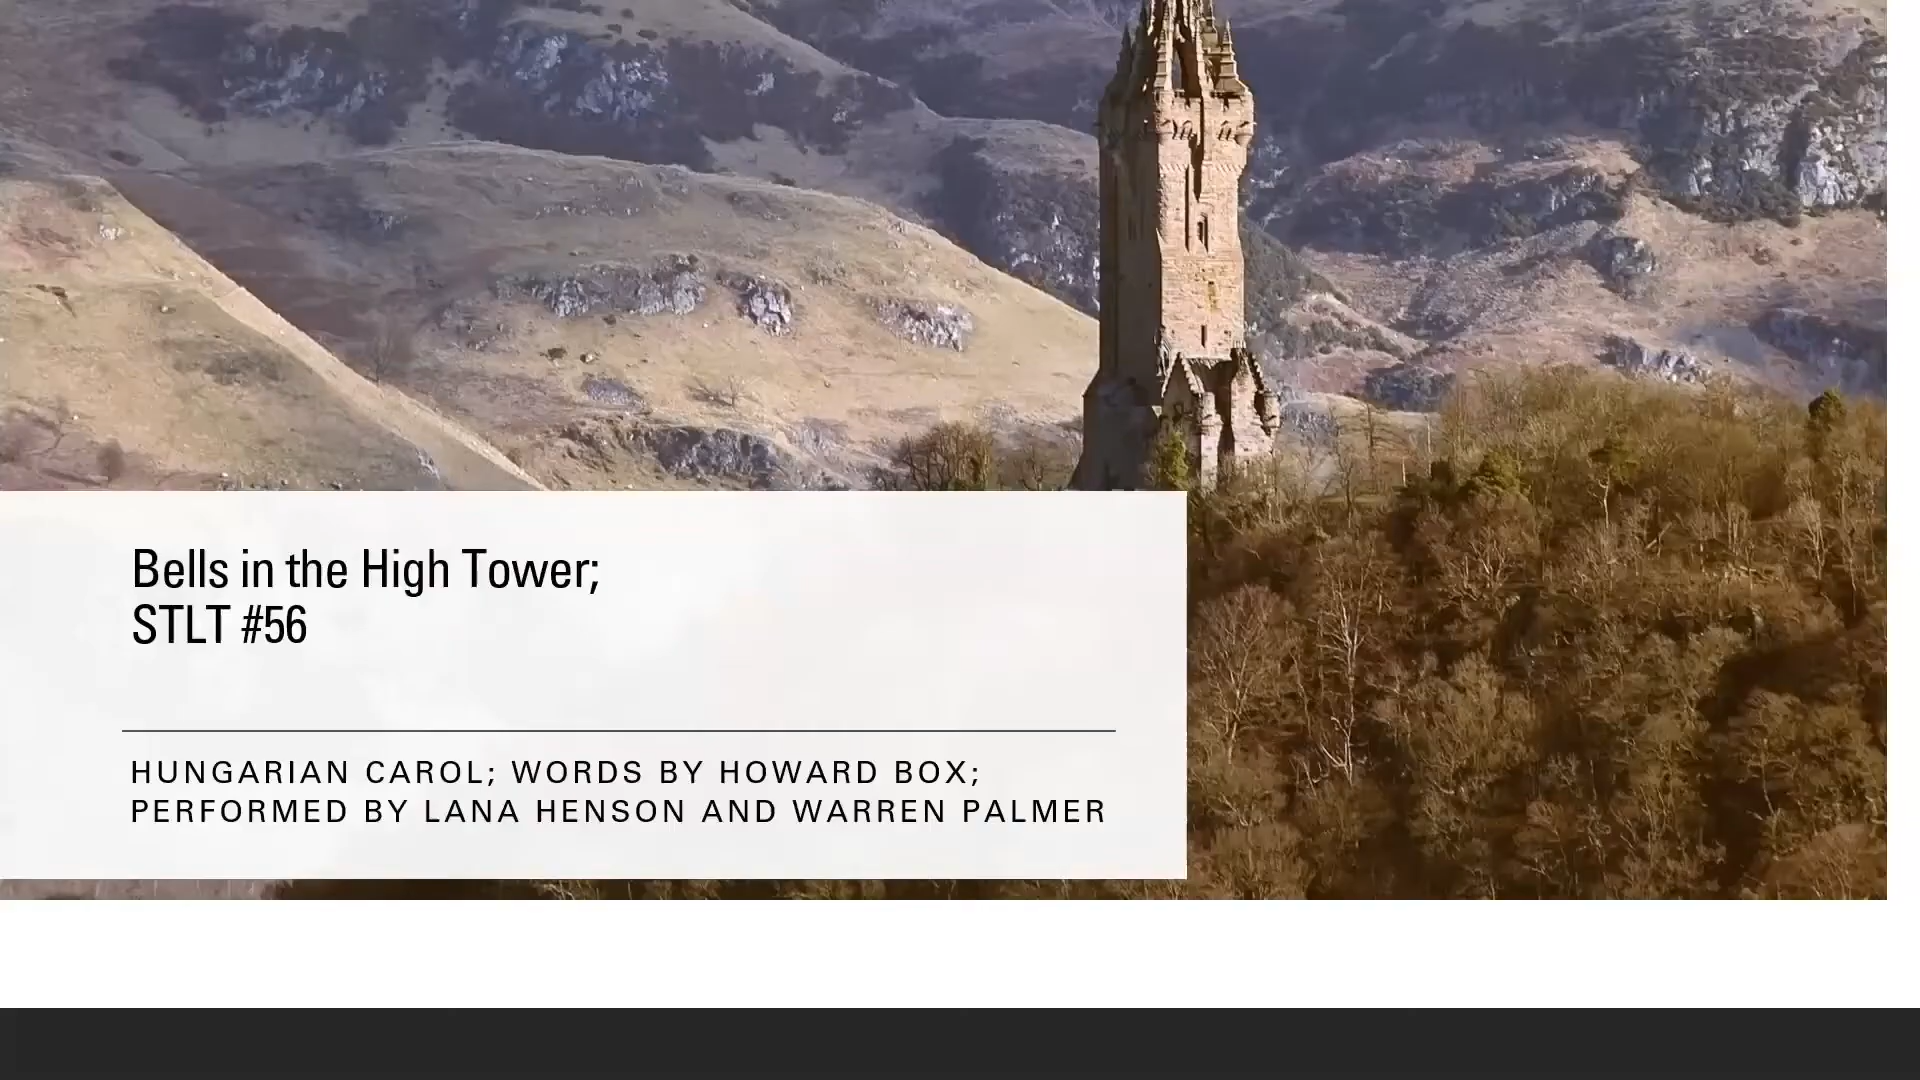 Bells in the High Tower;
STLT #56
HUNGARIAN CAROL; WORDS BY HOWARD BOX;
PERFORMED BY LANA HENSON AND WARREN PALMER